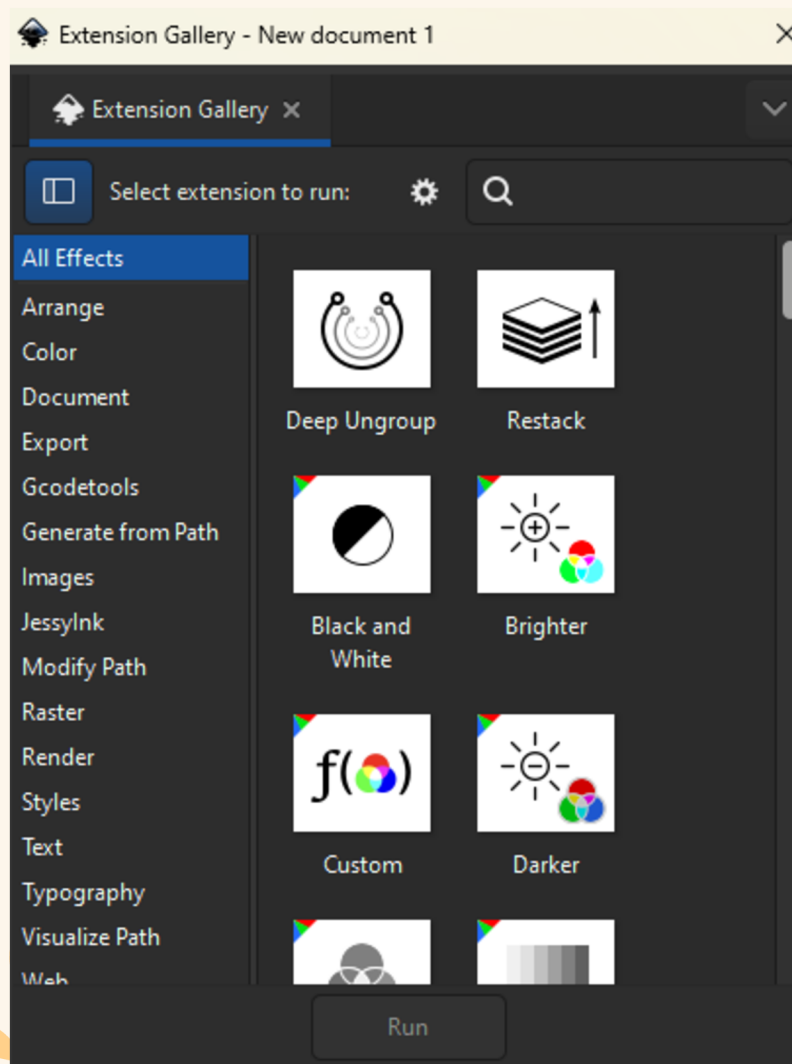 Extension Gallery - New document 1
Extension Gallery
Select extension to run:
All Effects
Arrange
Color
Document
Export
Gcodetools
Generate from Path
Images
JessyInk
Modify Path
Raster
Render
Styles
Text
Typography
Visualize Path
Web
Deep Ungroup
Restack
Black and
White
Brighter
f( )
Custom
Darker
Run